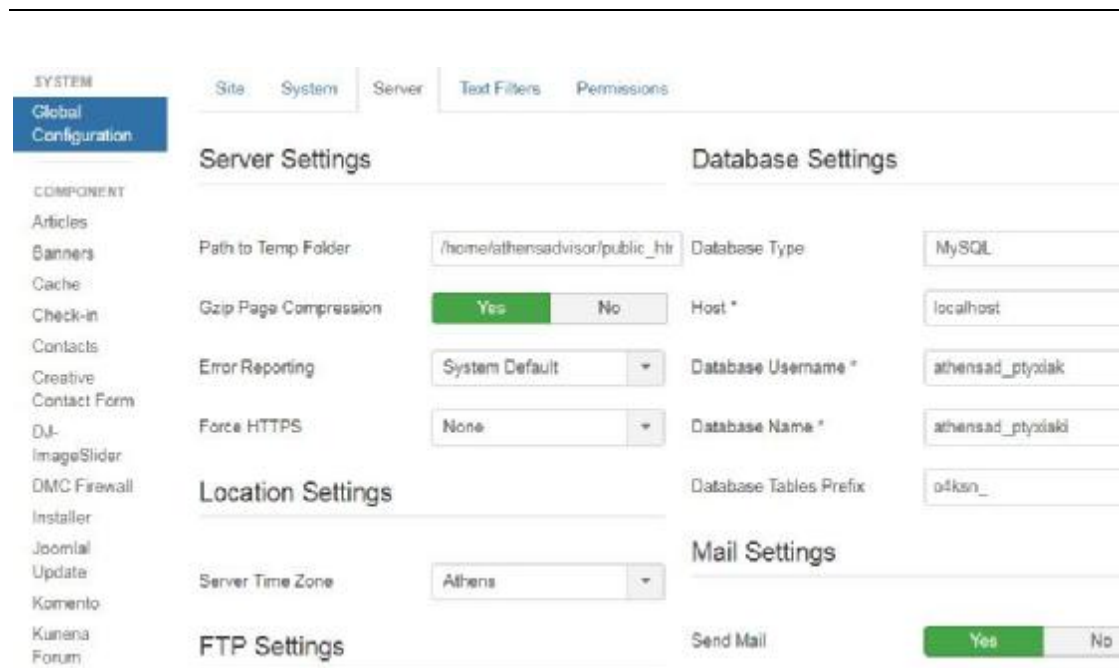 SYSTEM
Global
Configuration
COMPONENT
Articles
Banners
Cache
Check-in
Contacts
Creative
Contact Form
DJ-
ImageSlider
DMC Firewall
Installer
Joomla!
Update
Komento
Kunena
Forum
Site System Server Text Filters Permissions
Server Settings
Path to Temp Folder /home/athensadvisor/public_htr
Gzip Page Compression Yes No
Error Reporting System Default
Force HTTPS None
Location Settings
Server Time Zone Athens
FTP Settings
Database Settings
Database Type MySQL
Host * localhost
Database Username * athensad_ptyxiak
Database Name * athensad_ptyxiaki
Database Tables Prefix o4ksn_
Mail Settings
Send Mail Yes No